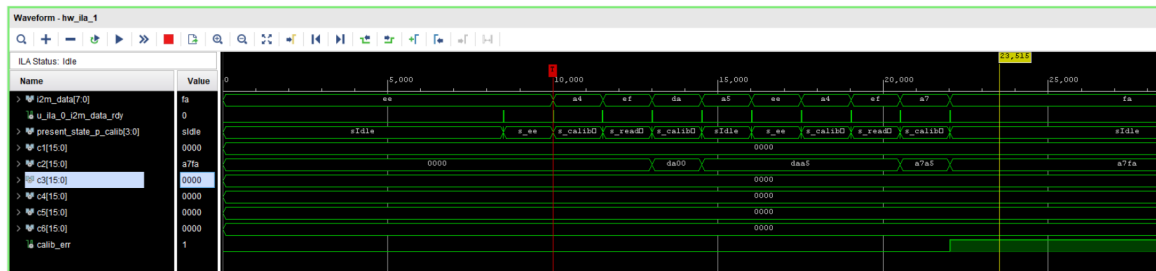 Waveform - hw_ila_1
ILA Status: Idle
23,515
Name Value
0 5,000 10,000 15,000 20,000 25,000
T
i2m_data[7:0] fa ee a4 ef da a5 ee a4 ef a7 fa
u_ila_0_i2m_data_rdy 0
present_state_p_calib[3:0] sIdle sIdle s_ee s_calib s_read s_calib sIdle s_ee s_calib s_read s_calib sIdle
c1[15:0] 0000 0000
c2[15:0] a7fa 0000 da00 daa5 a7a5 a7fa
c3[15:0] 0000 0000
c4[15:0] 0000 0000
c5[15:0] 0000 0000
c6[15:0] 0000 0000
calib_err 1